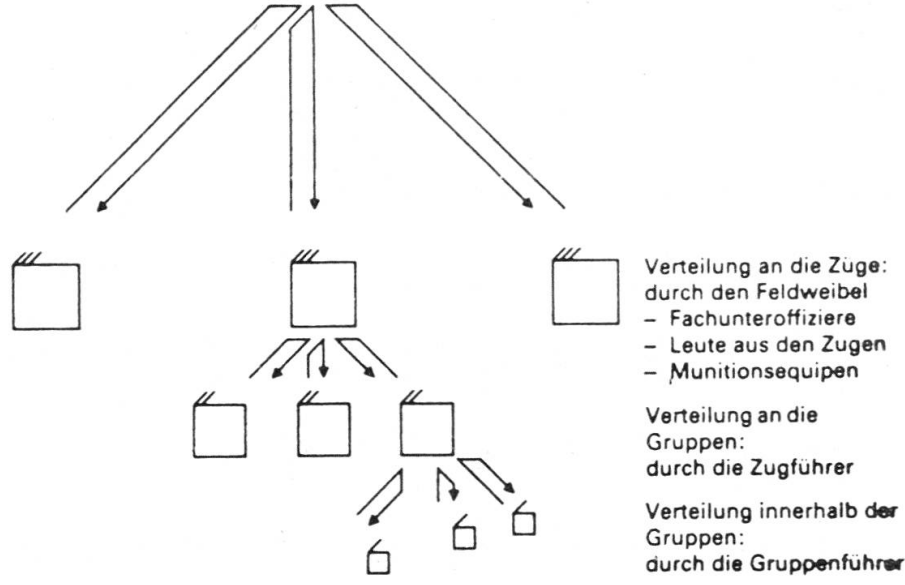 Verteilung an die Züge:
durch den Feldweibel
– Fachunteroffiziere
– Leute aus den Zugen
– Munitionsequipen
Verteilung an die
Gruppen:
durch die Zugführer
Verteilung innerhalb der
Gruppen:
durch die Gruppenführer